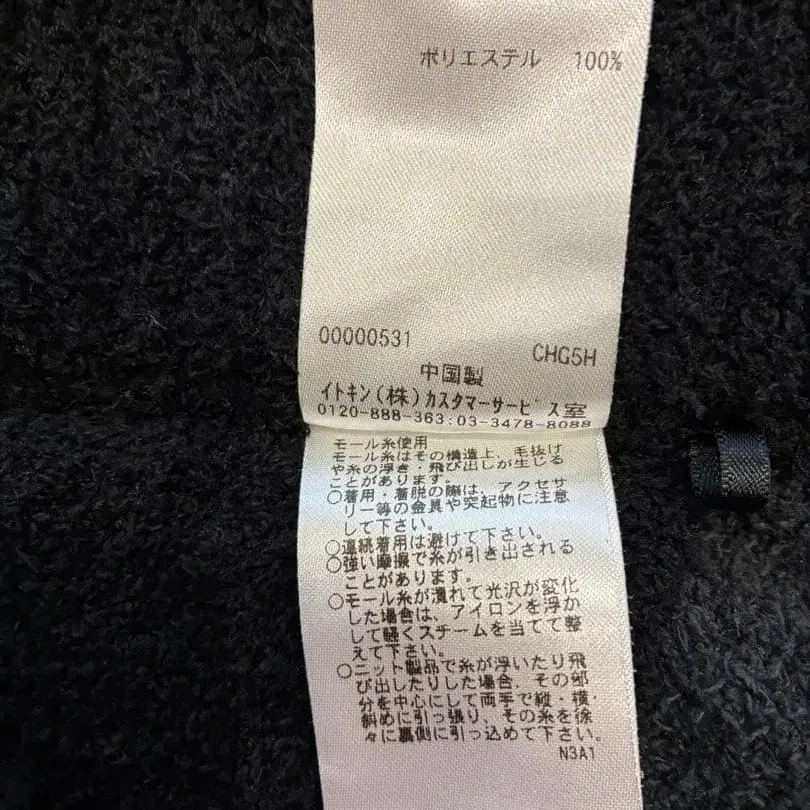 ポリエステル 100%
00000531
CHG5H
中国製
イトキン(株)カスタマーサービス室
0120-888-363:03-3478-8088
モール糸使用
モール糸はその構造上、毛抜け
や糸の浮き・飛び出しが生じる
ことがあります。
○着用・着脱の際は、アクセサ
リー等の金具や突起物に注意
して下さい。
○連続着用は避けて下さい。
○強い摩擦で糸が引き出される
ことがあります。
○モール糸が潰れて光沢が変化
した場合は、アイロンを浮か
して軽くスチームを当てて整
えて下さい。
○ニット製品で糸が浮いたり飛
び出したりした場合、その部
分を中心にして両手で縦・横・
斜めに引っ張り、その糸を徐
々に裏側に引っ込めて下さい。
N3A1